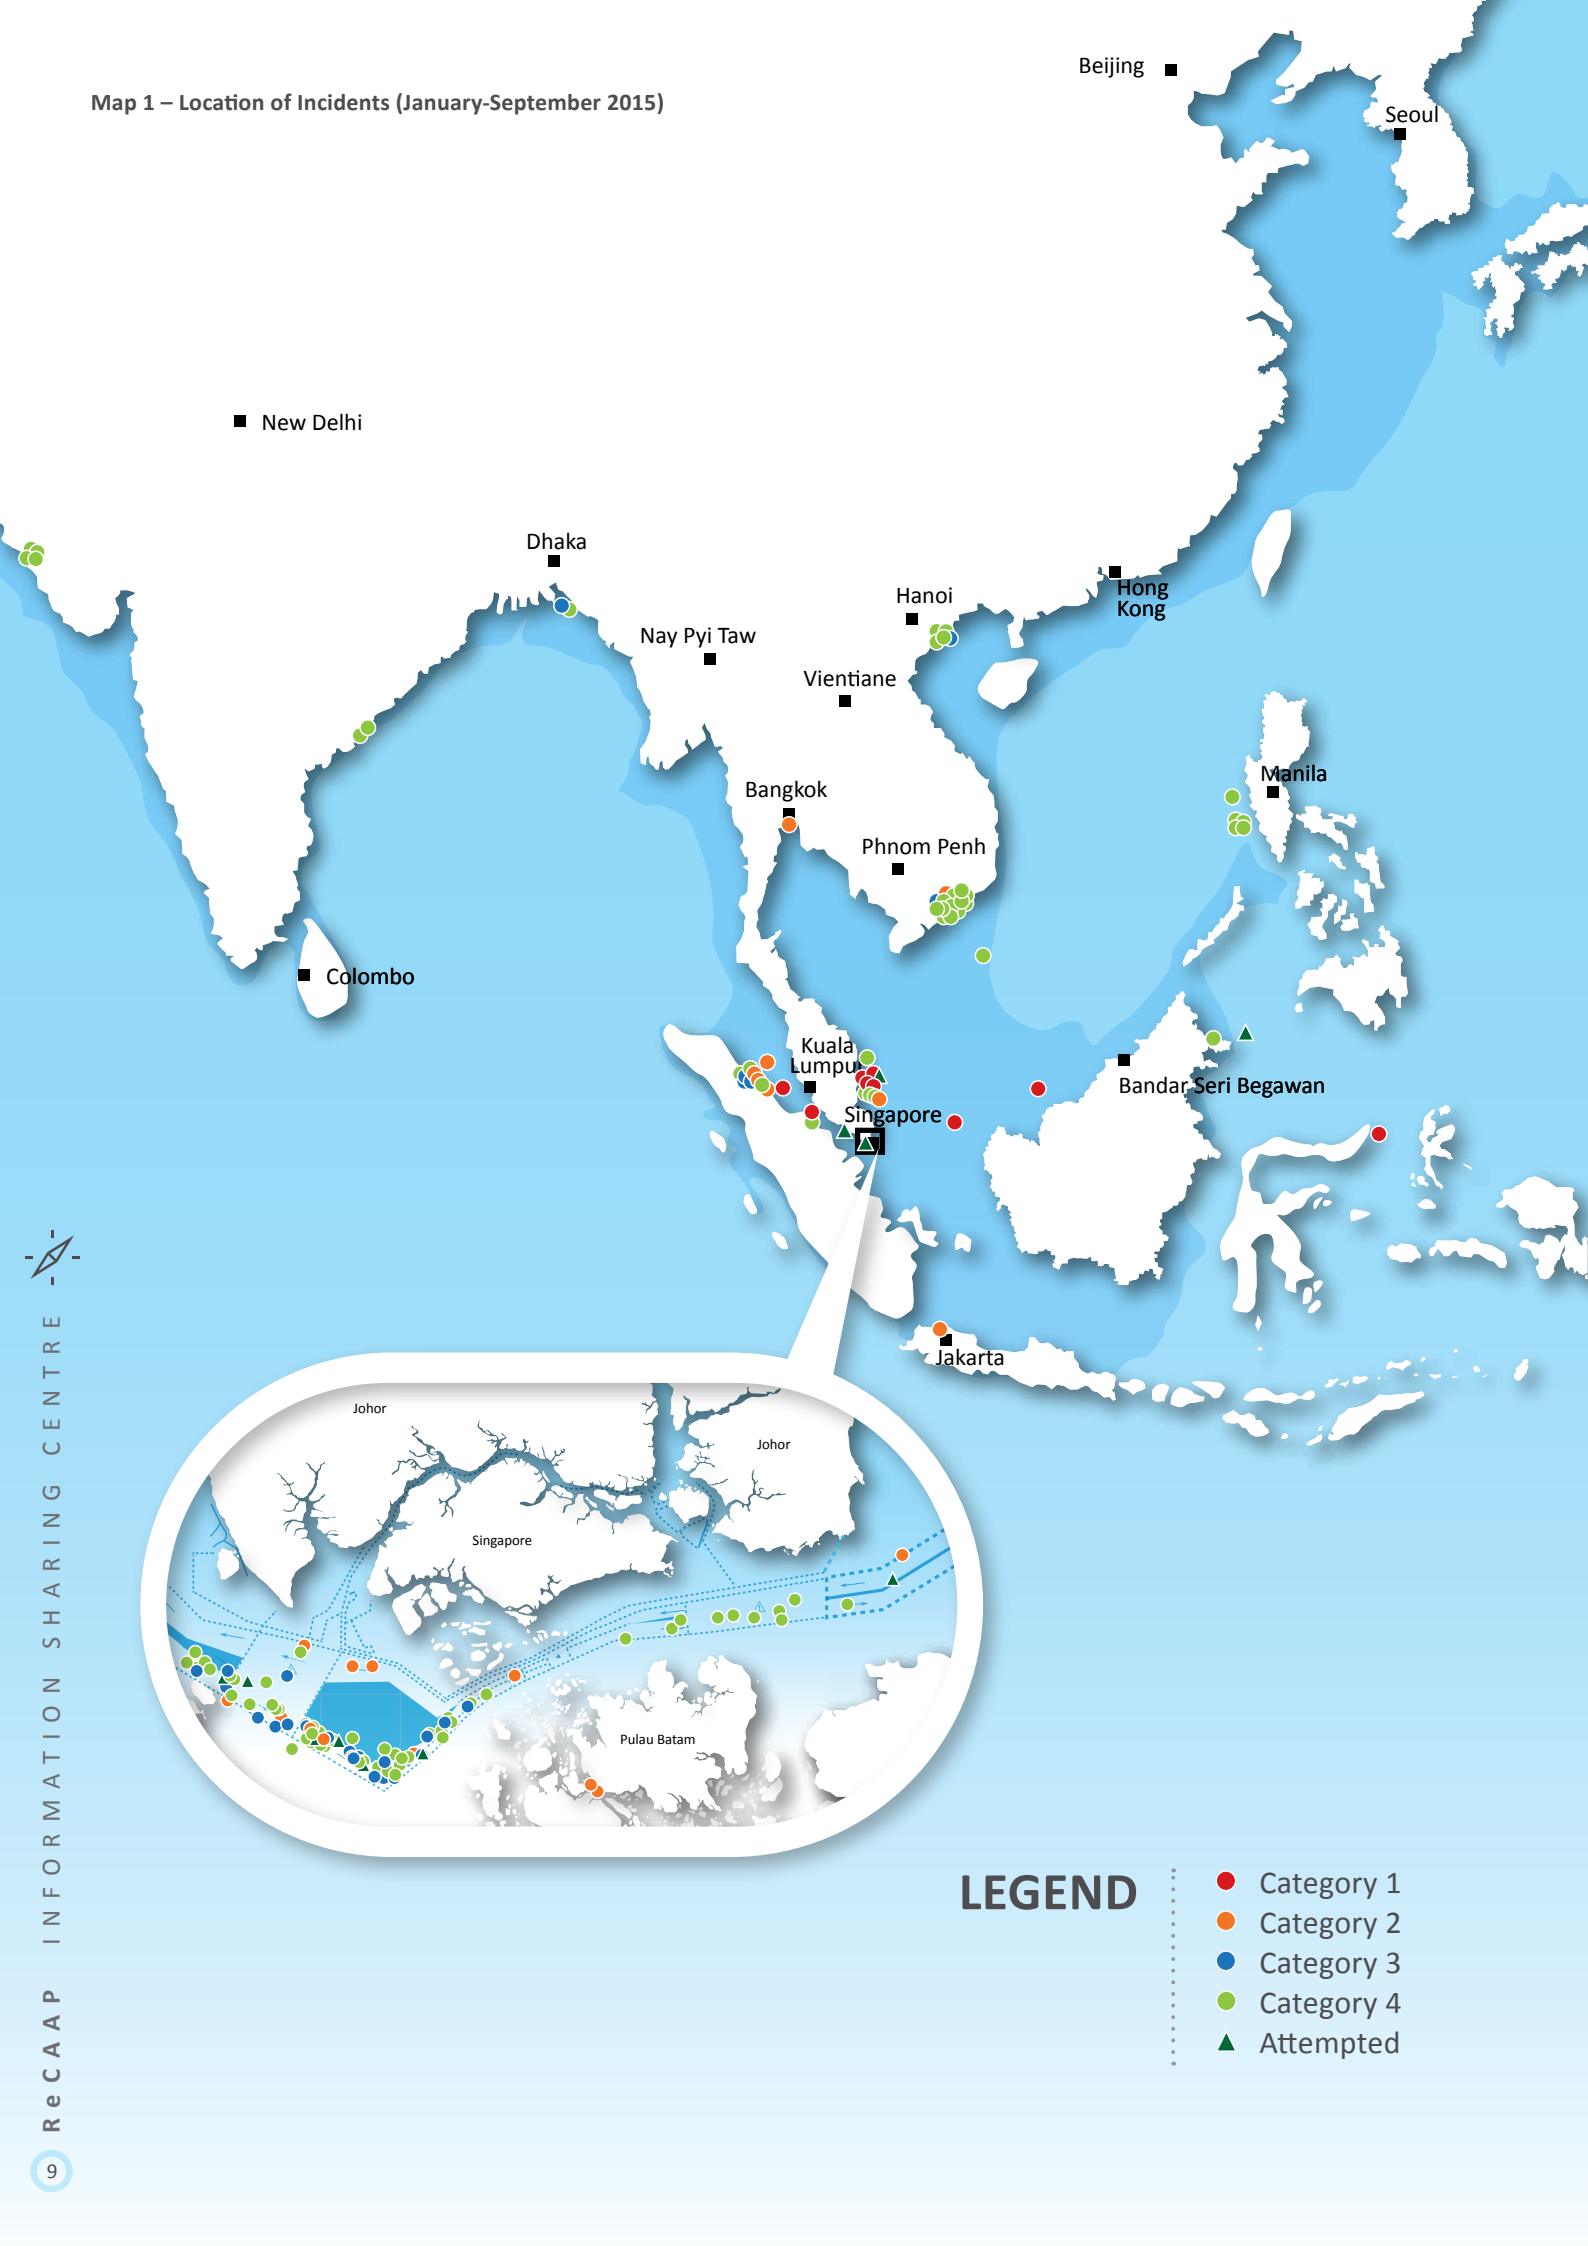 Map 1 – Location of Incidents (January-September 2015)
Beijing
Seoul
New Delhi
Dhaka
Hanoi
Hong
Kong
Nay Pyi Taw
Vientiane
Manila
Bangkok
Phnom Penh
Colombo
Kuala
Lumpur
Bandar Seri Begawan
Singapore
Jakarta
Johor
Johor
Singapore
Pulau Batam
LEGEND
Category 1
Category 2
Category 3
Category 4
Attempted
ReCAAP INFORMATION SHARING CENTRE
9